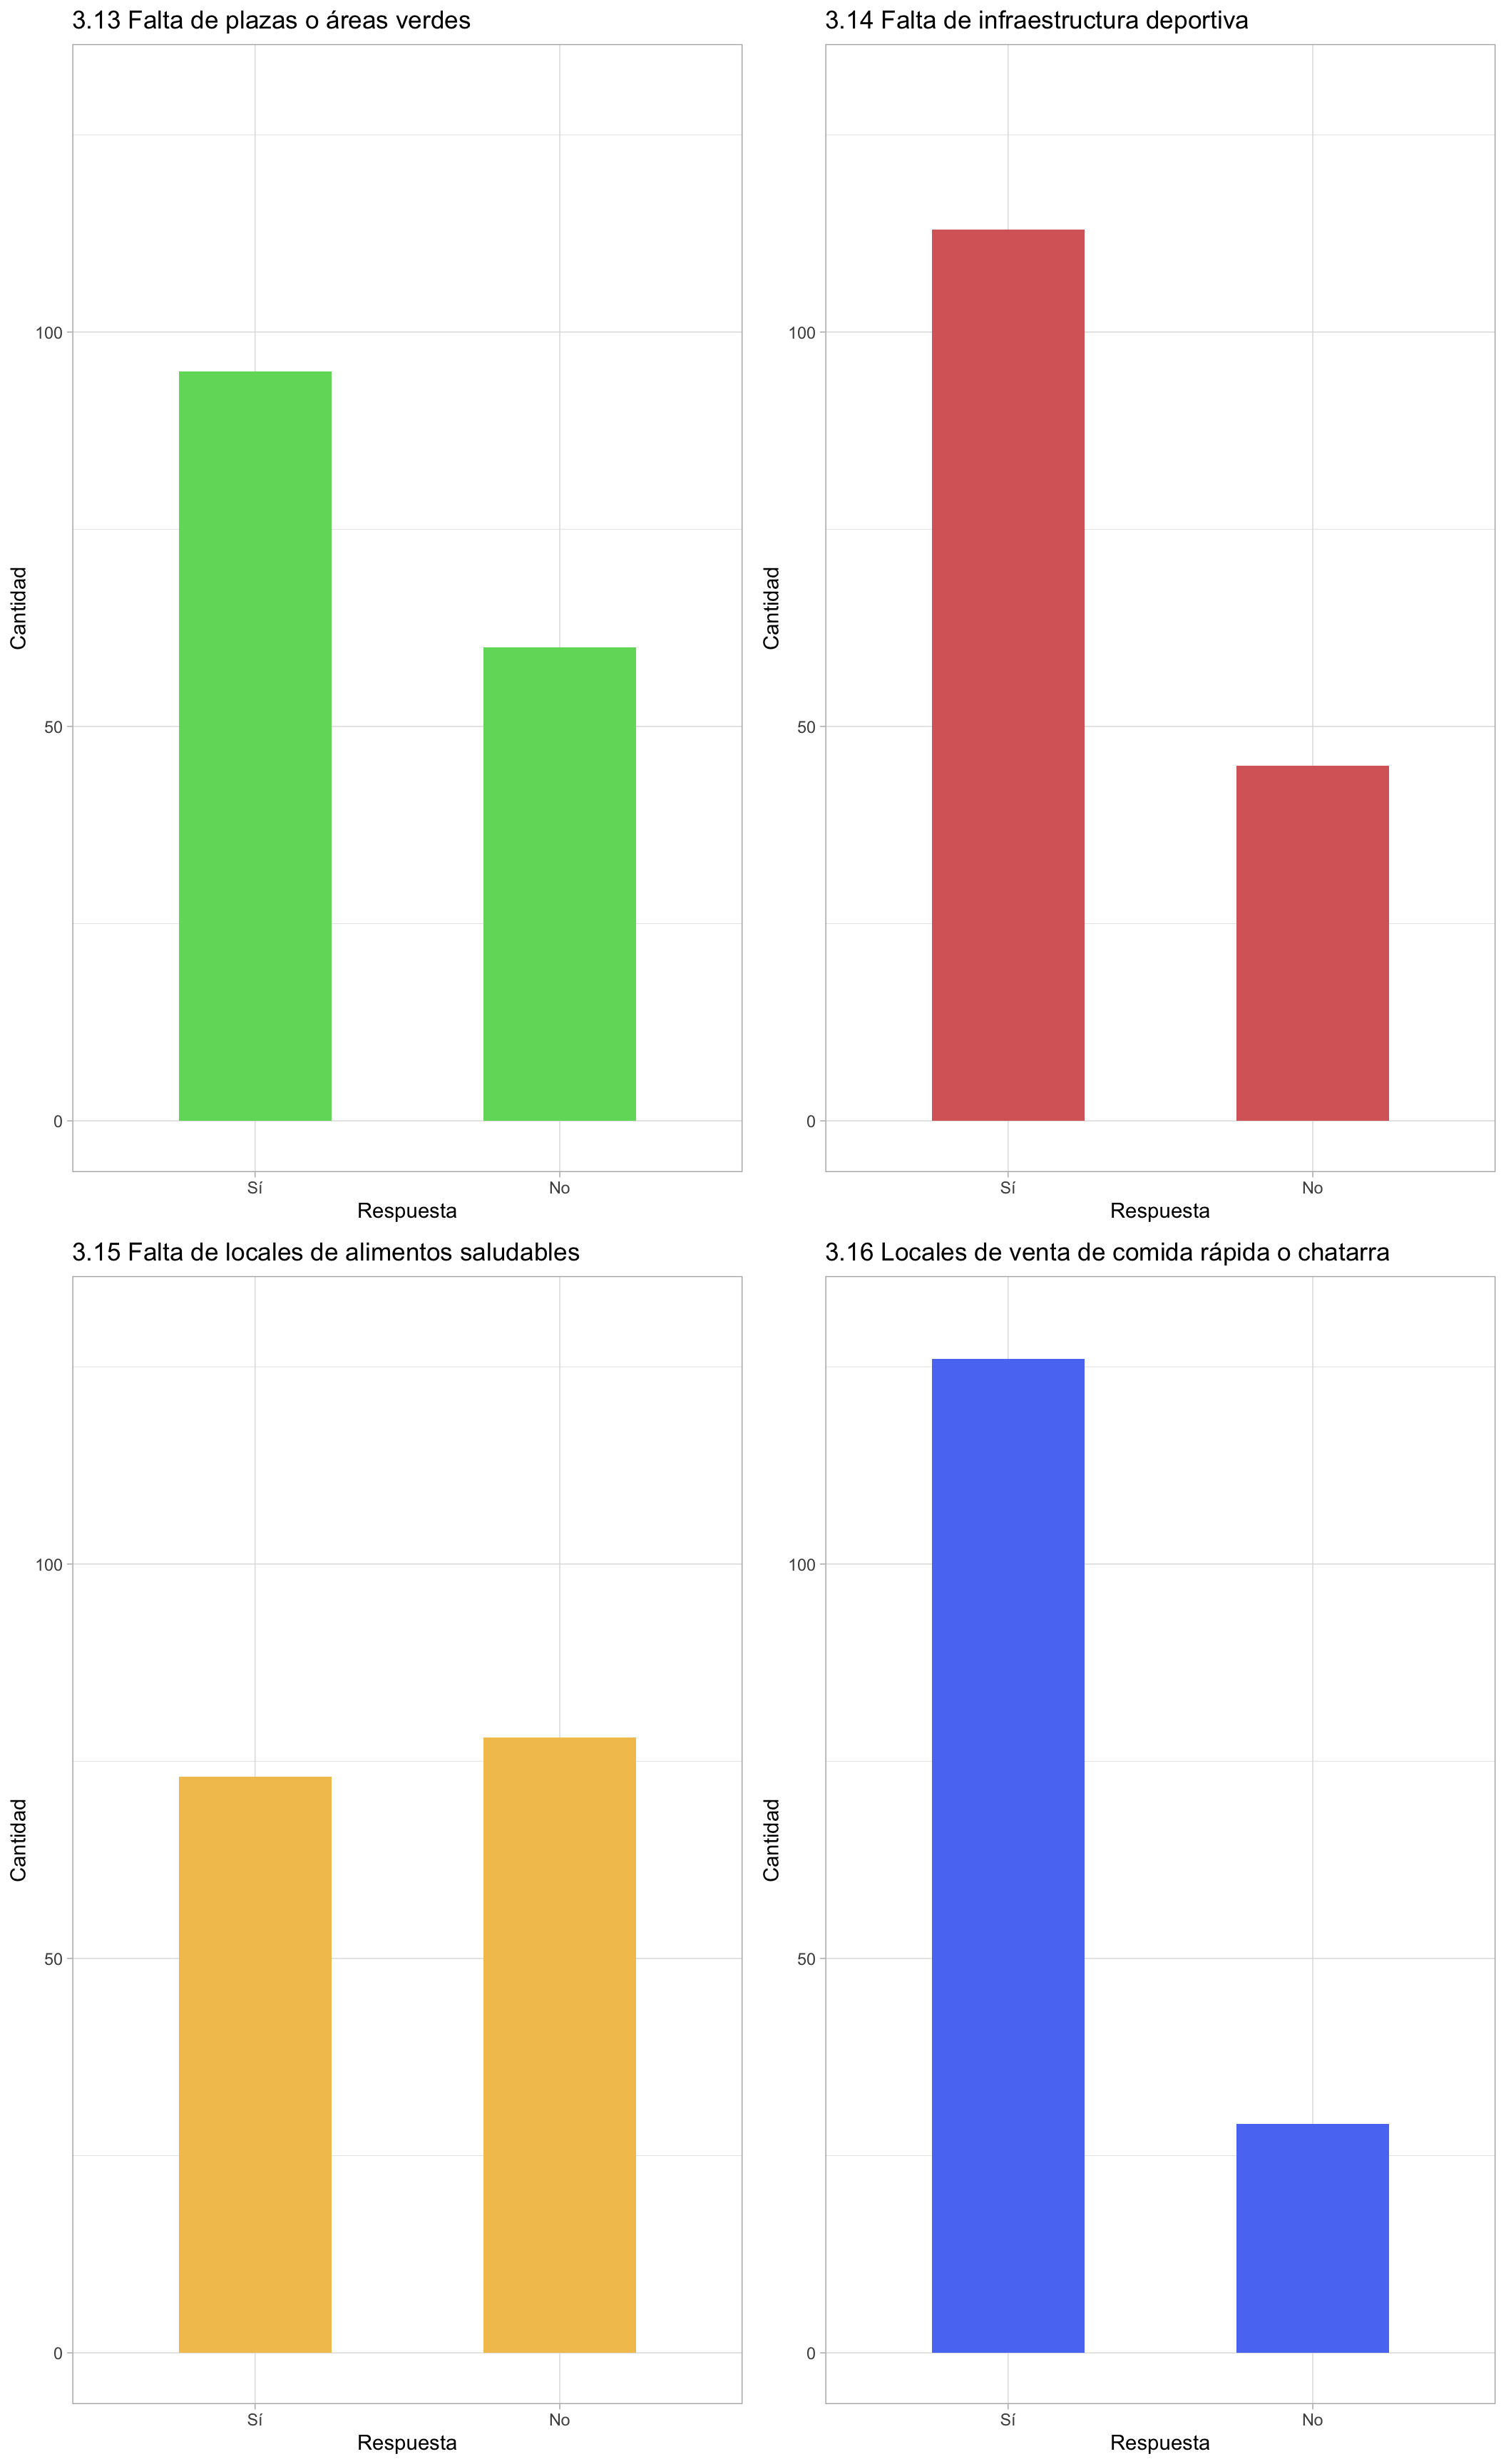 3.13 Falta de plazas o áreas verdes
Cantidad
100
50
0
Sí No
Respuesta
3.14 Falta de infraestructura deportiva
Cantidad
100
50
0
Sí No
Respuesta
3.15 Falta de locales de alimentos saludables
Cantidad
100
50
0
Sí No
Respuesta
3.16 Locales de venta de comida rápida o chatarra
Cantidad
100
50
0
Sí No
Respuesta